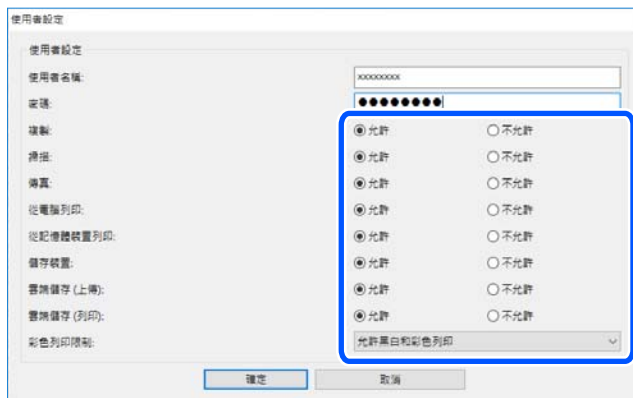 使用者設定
使用者設定
使用者名稱: xxxxxxxx
密碼: ●●●●●●●●
複製: 允許 不允許
掃描: 允許 不允許
傳真: 允許 不允許
從電腦列印: 允許 不允許
從記憶體裝置列印: 允許 不允許
儲存裝置: 允許 不允許
雲端儲存 (上傳): 允許 不允許
雲端儲存 (列印): 允許 不允許
彩色列印限制: 允許黑白和彩色列印
確定 取消